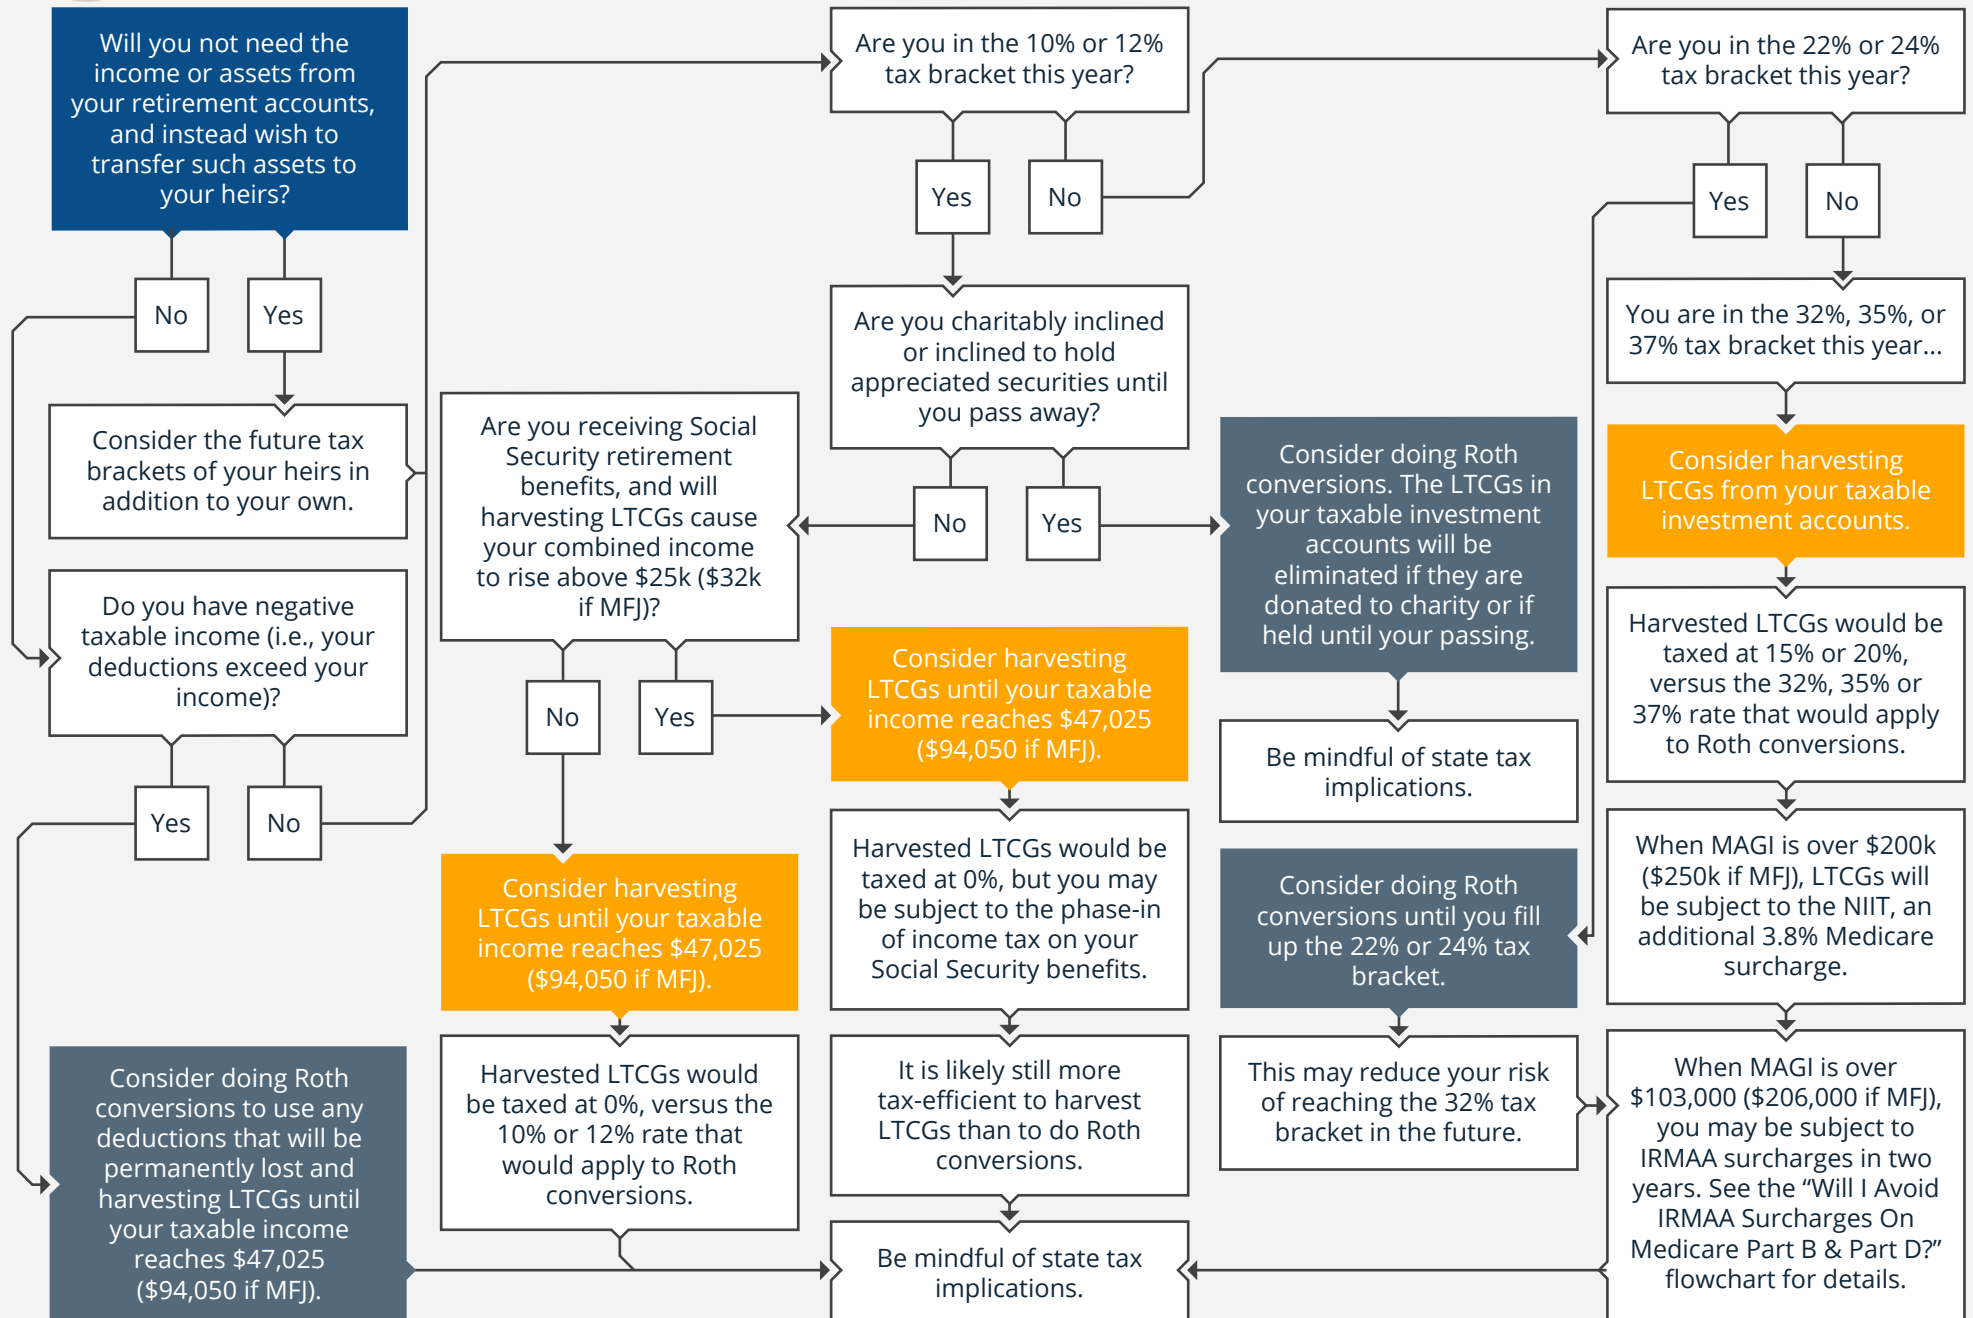 Will you not need the
income or assets from
your retirement accounts,
and instead wish to
transfer such assets to
your heirs?
No
Yes
Consider the future tax
brackets of your heirs in
addition to your own.
Do you have negative
taxable income (i.e., your
deductions exceed your
income)?
Yes
No
Consider doing Roth
conversions to use any
deductions that will be
permanently lost and
harvesting LTCGs until
your taxable income
reaches $47,025
($94,050 if MFJ).
Are you in the 10% or 12%
tax bracket this year?
Yes
No
Are you charitably inclined
or inclined to hold
appreciated securities until
you pass away?
No
Yes
Are you receiving Social
Security retirement
benefits, and will
harvesting LTCGs cause
your combined income
to rise above $25k ($32k
if MFJ)?
No
Yes
Consider harvesting
LTCGs until your taxable
income reaches $47,025
($94,050 if MFJ).
Harvested LTCGs would
be taxed at 0%, versus the
10% or 12% rate that
would apply to Roth
conversions.
Consider harvesting
LTCGs until your taxable
income reaches $47,025
($94,050 if MFJ).
Harvested LTCGs would be
taxed at 0%, but you may
be subject to the phase-in
of income tax on your
Social Security benefits.
It is likely still more
tax-efficient to harvest
LTCGs than to do Roth
conversions.
Be mindful of state tax
implications.
Consider doing Roth
conversions. The LTCGs in
your taxable investment
accounts will be
eliminated if they are
donated to charity or if
held until your passing.
Be mindful of state tax
implications.
Are you in the 22% or 24%
tax bracket this year?
Yes
No
Consider doing Roth
conversions until you fill
up the 22% or 24% tax
bracket.
This may reduce your risk
of reaching the 32% tax
bracket in the future.
You are in the 32%, 35%, or
37% tax bracket this year...
Consider harvesting
LTCGs from your taxable
investment accounts.
Harvested LTCGs would be
taxed at 15% or 20%,
versus the 32%, 35% or
37% rate that would apply
to Roth conversions.
When MAGI is over $200k
($250k if MFJ), LTCGs will
be subject to the NIIT, an
additional 3.8% Medicare
surcharge.
When MAGI is over
$103,000 ($206,000 if MFJ),
you may be subject to
IRMAA surcharges in two
years. See the “Will I Avoid
IRMAA Surcharges On
Medicare Part B & Part D?”
flowchart for details.